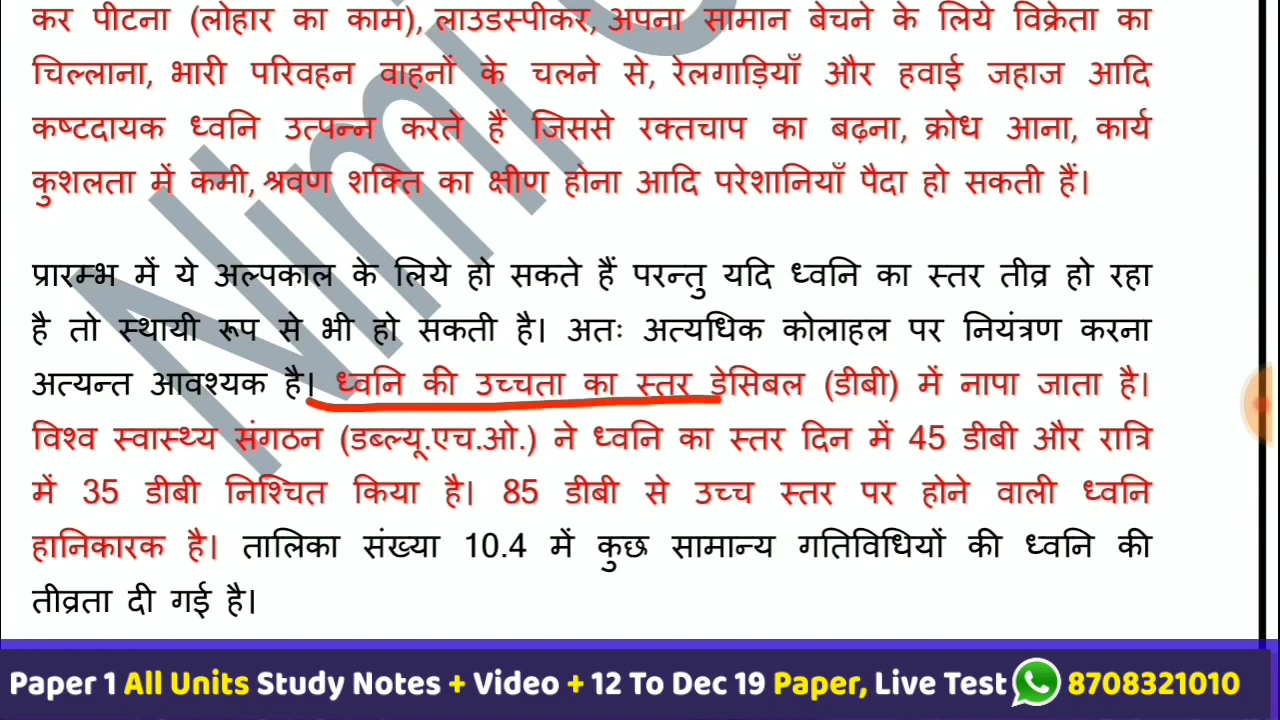 कर पीटना (लोहार का काम), लाउडस्पीकर, अपना सामान बेचने के लिये विक्रेता का
चिल्लाना, भारी परिवहन वाहनों के चलने से, रेलगाड़ियाँ और हवाई जहाज आदि
कष्टदायक ध्वनि उत्पन्न करते हैं जिससे रक्तचाप का बढ़ना, क्रोध आना, कार्य
कुशलता में कमी, श्रवण शक्ति का क्षीण होना आदि परेशानियाँ पैदा हो सकती हैं।
प्रारम्भ में ये अल्पकाल के लिये हो सकते हैं परन्तु यदि ध्वनि का स्तर तीव्र हो रहा
है तो स्थायी रूप से भी हो सकती है। अतः अत्यधिक कोलाहल पर नियंत्रण करना
अत्यन्त आवश्यक है। ध्वनि की उच्चता का स्तर डेसिबल (डीबी) में नापा जाता है।
विश्व स्वास्थ्य संगठन (डब्ल्यू.एच.ओ.) ने ध्वनि का स्तर दिन में 45 डीबी और रात्रि
में 35 डीबी निश्चित किया है। 85 डीबी से उच्च स्तर पर होने वाली ध्वनि
हानिकारक है। तालिका संख्या 10.4 में कुछ सामान्य गतिविधियों की ध्वनि की
तीव्रता दी गई है।
Paper 1 All Units Study Notes + Video + 12 To Dec 19 Paper, Live Test 8708321010